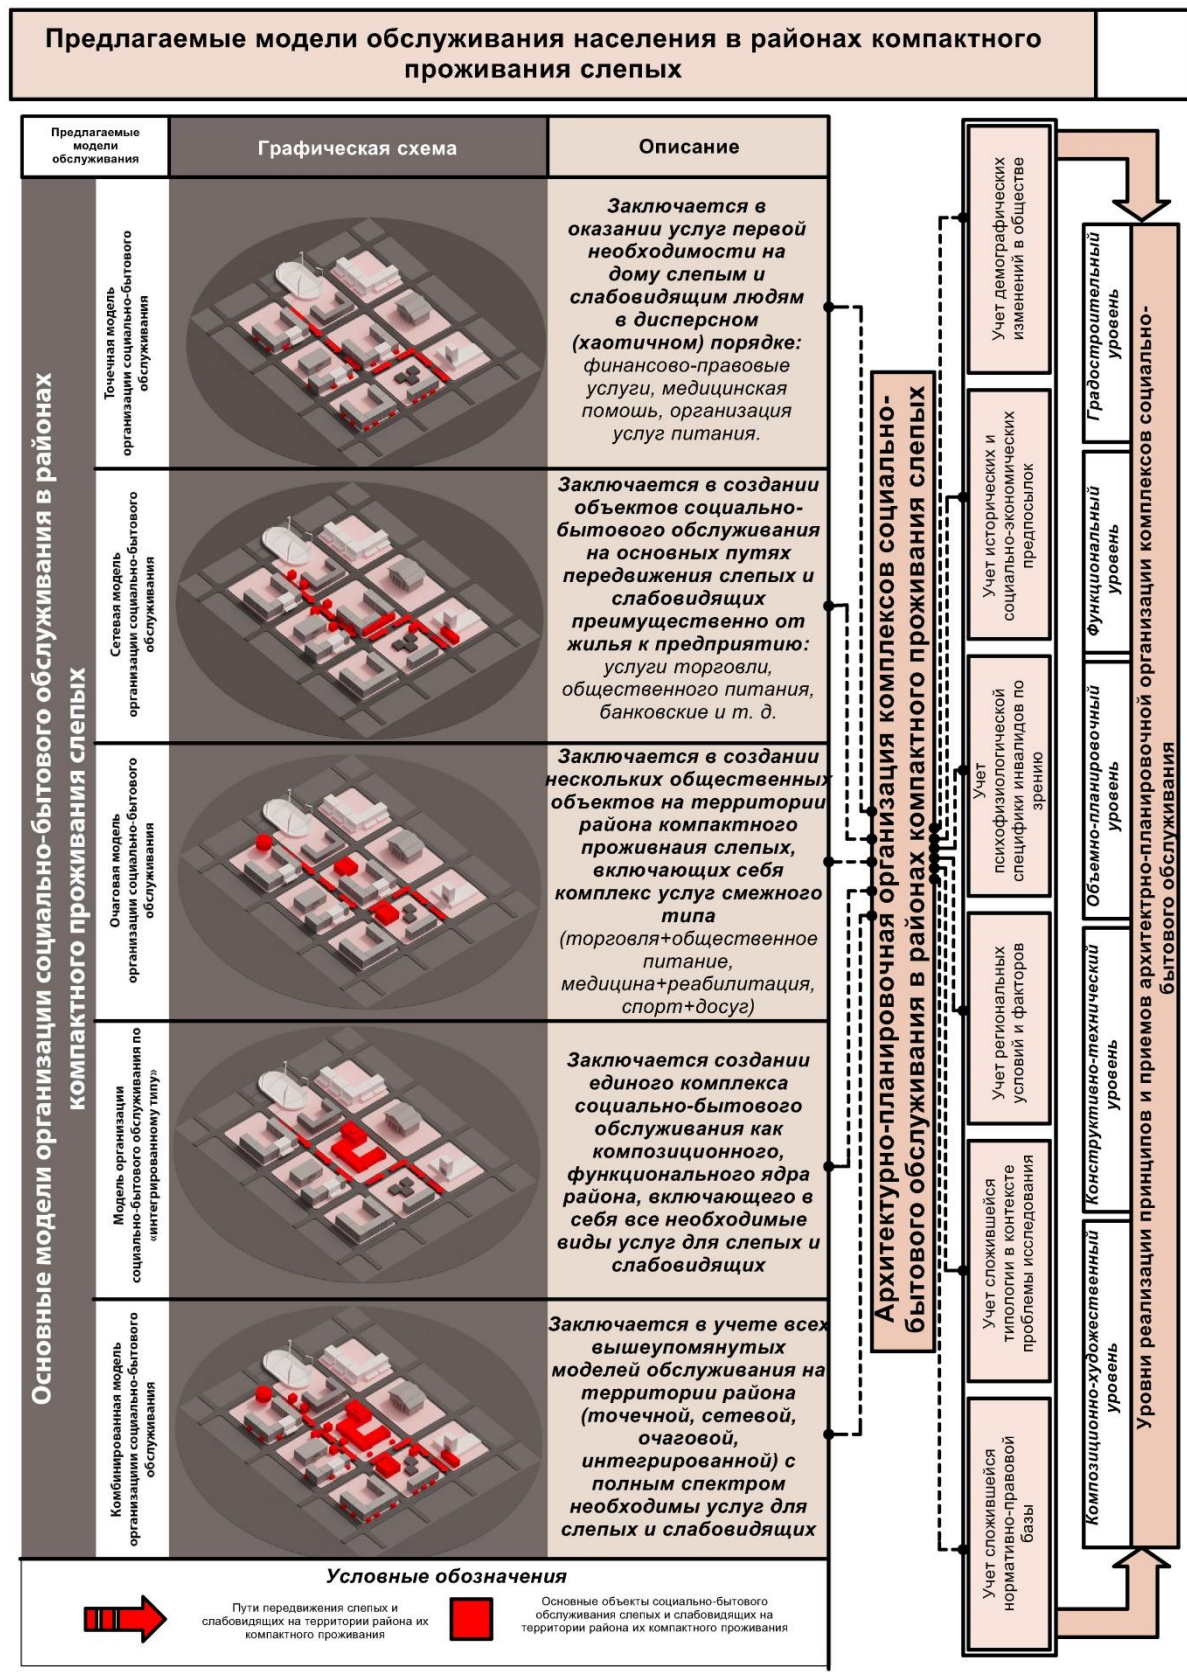 Предлагаемые модели обслуживания населения в районах компактного
проживания слепых
Предлагаемые
модели
обслуживания
Графическая схема
Описание
Основные модели организации социально-бытового обслуживания в районах
компактного проживания слепых
Точечная модель
организации социально-бытового
обслуживания
Заключается в
оказании услуг первой
необходимости на
дому слепым и
слабовидящим людям
в дисперсном
(хаотичном) порядке:
финансово-правовые
услуги, медицинская
помощь, организация
услуг питания.
Сетевая модель
организации социально-бытового
обслуживания
Заключается в создании
объектов социально-
бытового обслуживания
на основных путях
передвижения слепых и
слабовидящих
преимущественно от
жилья к предприятию:
услуги торговли,
общественного питания,
банковские и т. д.
Очаговая модель
организации социально-бытового
обслуживания
Заключается в создании
нескольких общественных
объектов на территории
района компактного
проживнаия слепых,
включающих себя
комплекс услуг смежного
типа
(торговля+общественное
питание,
медицина+реабилитация,
спорт+досуг)
Модель организации
социально-бытового обслуживания по
«интегрированному типу»
Заключается создании
единого комплекса
социально-бытового
обслуживания как
композиционного,
функционального ядра
района, включающего в
себя все необходимые
виды услуг для слепых и
слабовидящих
Комбинированная модель
организациии социально-бытового
обслуживания
Заключается в учете всех
вышеупомянутых
моделей обслуживания на
территории района
(точечной, сетевой,
очаговой,
интегрированной) с
полным спектром
необходимы услуг для
слепых и слабовидящих
Условные обозначения
Пути передвижения слепых и
слабовидящих на территории района их
компактного проживания
Основные объекты социально-бытового
обслуживания слепых и слабовидящих на
территории района их компактного проживания
Архитектурно-планировочная организация комплексов социально-
бытового обслуживания в районах компактного проживания слепых
Учет демографических
изменений в обществе
Учет исторических и
социально-экономических
предпосылок
Учет
психофизиологической
специфики инвалидов по
зрению
Учет региональных
условий и факторов
Учет сложившейся
типологии в контексте
проблемы исследования
Учет сложившейся
нормативно-правовой
базы
Градостроительный
уровень
Функциональный
уровень
Объемно-планировочный
уровень
Конструктивно-технический
уровень
Композиционно-художественный
уровень
Уровни реализации принципов и приемов архитектрно-планировочной организации комплексов социально-
бытового обслуживания